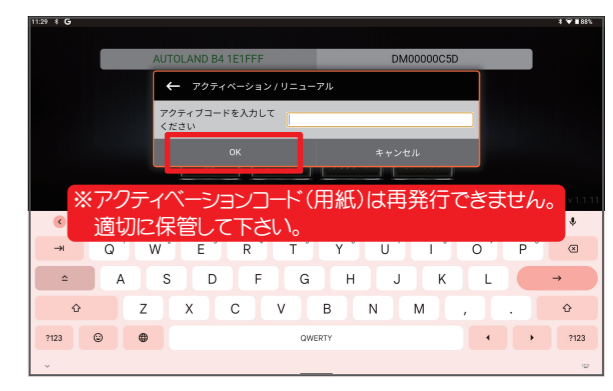 11:29 G 88%
AUTOLAND B4 1E1FFF DM00000C5D
← アクティベーション / リニューアル
アクティブコードを入力して
ください
OK キャンセル
V 1.1.11
※アクティベーションコード（用紙）は再発行できません。
適切に保管して下さい。
Q W E R T Y U I O P
A S D F G H J K L
Z X C V B N M , .
?123 QWERTY ?123